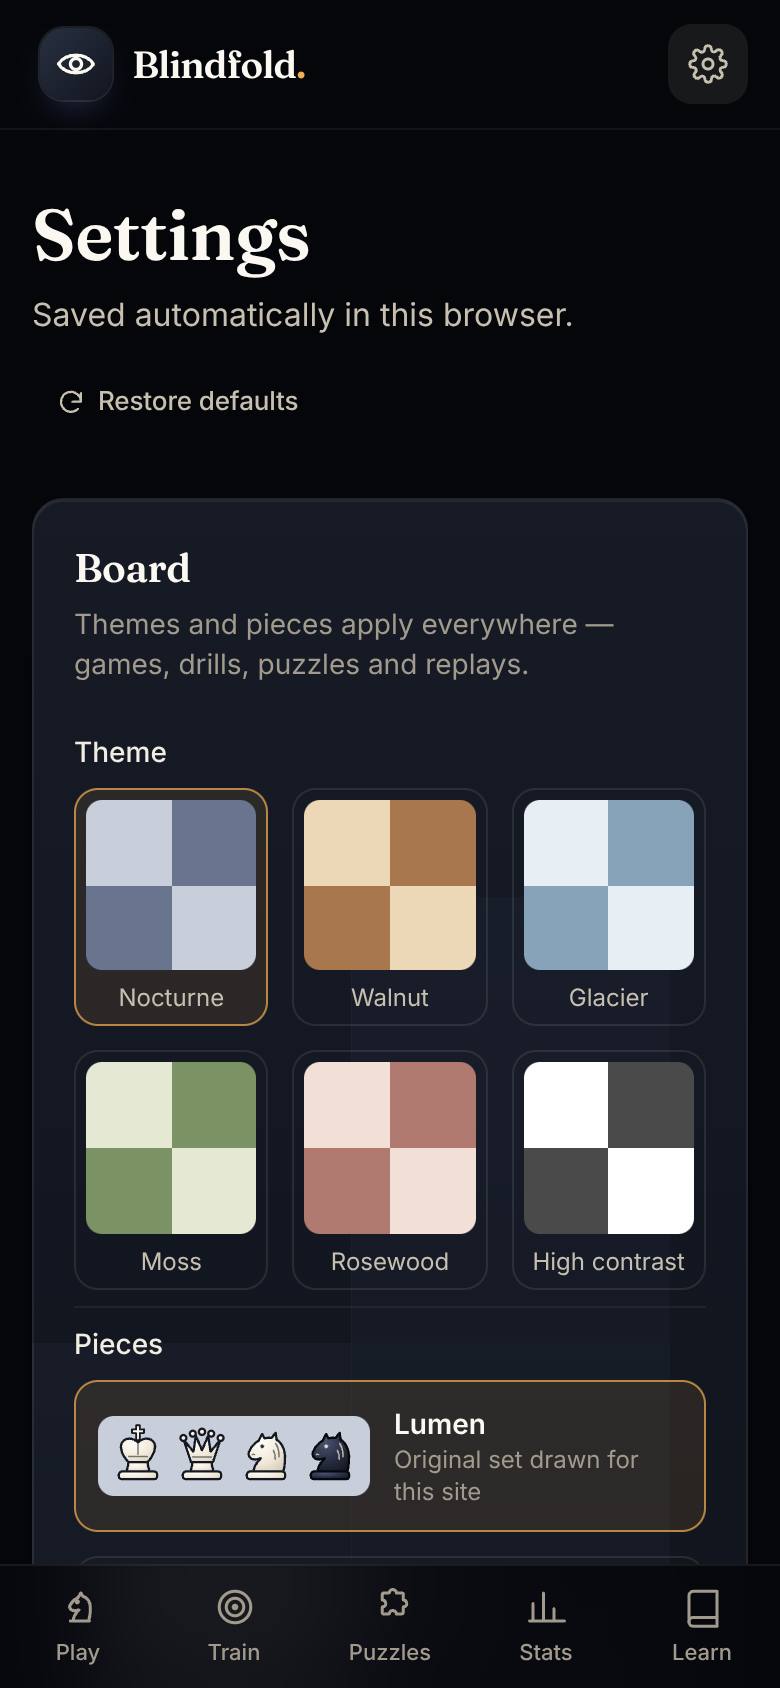 Blindfold.
Settings
Saved automatically in this browser.
Restore defaults
Board
Themes and pieces apply everywhere —
games, drills, puzzles and replays.
Theme
Nocturne
Walnut
Glacier
Moss
Rosewood
High contrast
Pieces
Lumen
Original set drawn for
this site
Play
Train
Puzzles
Stats
Learn